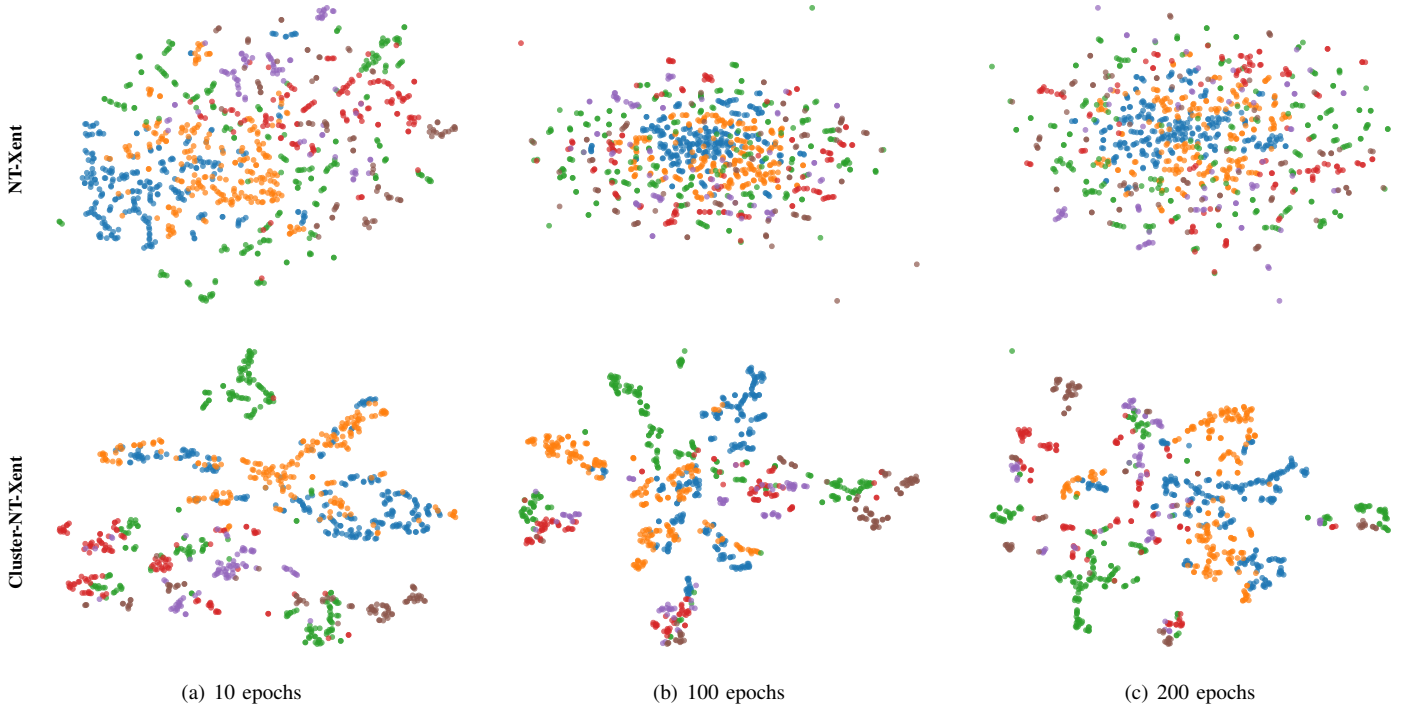 NT-Xent
Cluster-NT-Xent
(a) 10 epochs
(b) 100 epochs
(c) 200 epochs